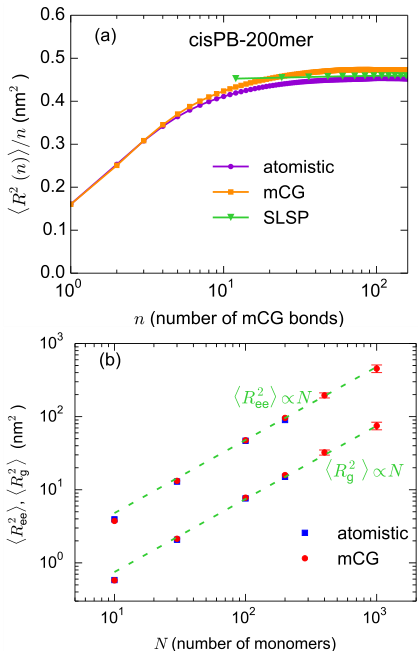 (a)
cisPB-200mer
0.6
0.5
0.4
0.3
0.2
0.1
0.0
⟨R²(n)⟩/n (nm²)
atomistic
mCG
SLSP
10⁰
10¹
10²
n (number of mCG bonds)
(b)
10³
10²
10¹
10⁰
⟨R²ee⟩, ⟨R²g⟩ (nm²)
⟨R²ee⟩∝N
⟨R²g⟩∝N
atomistic
mCG
10¹
10²
10³
N (number of monomers)